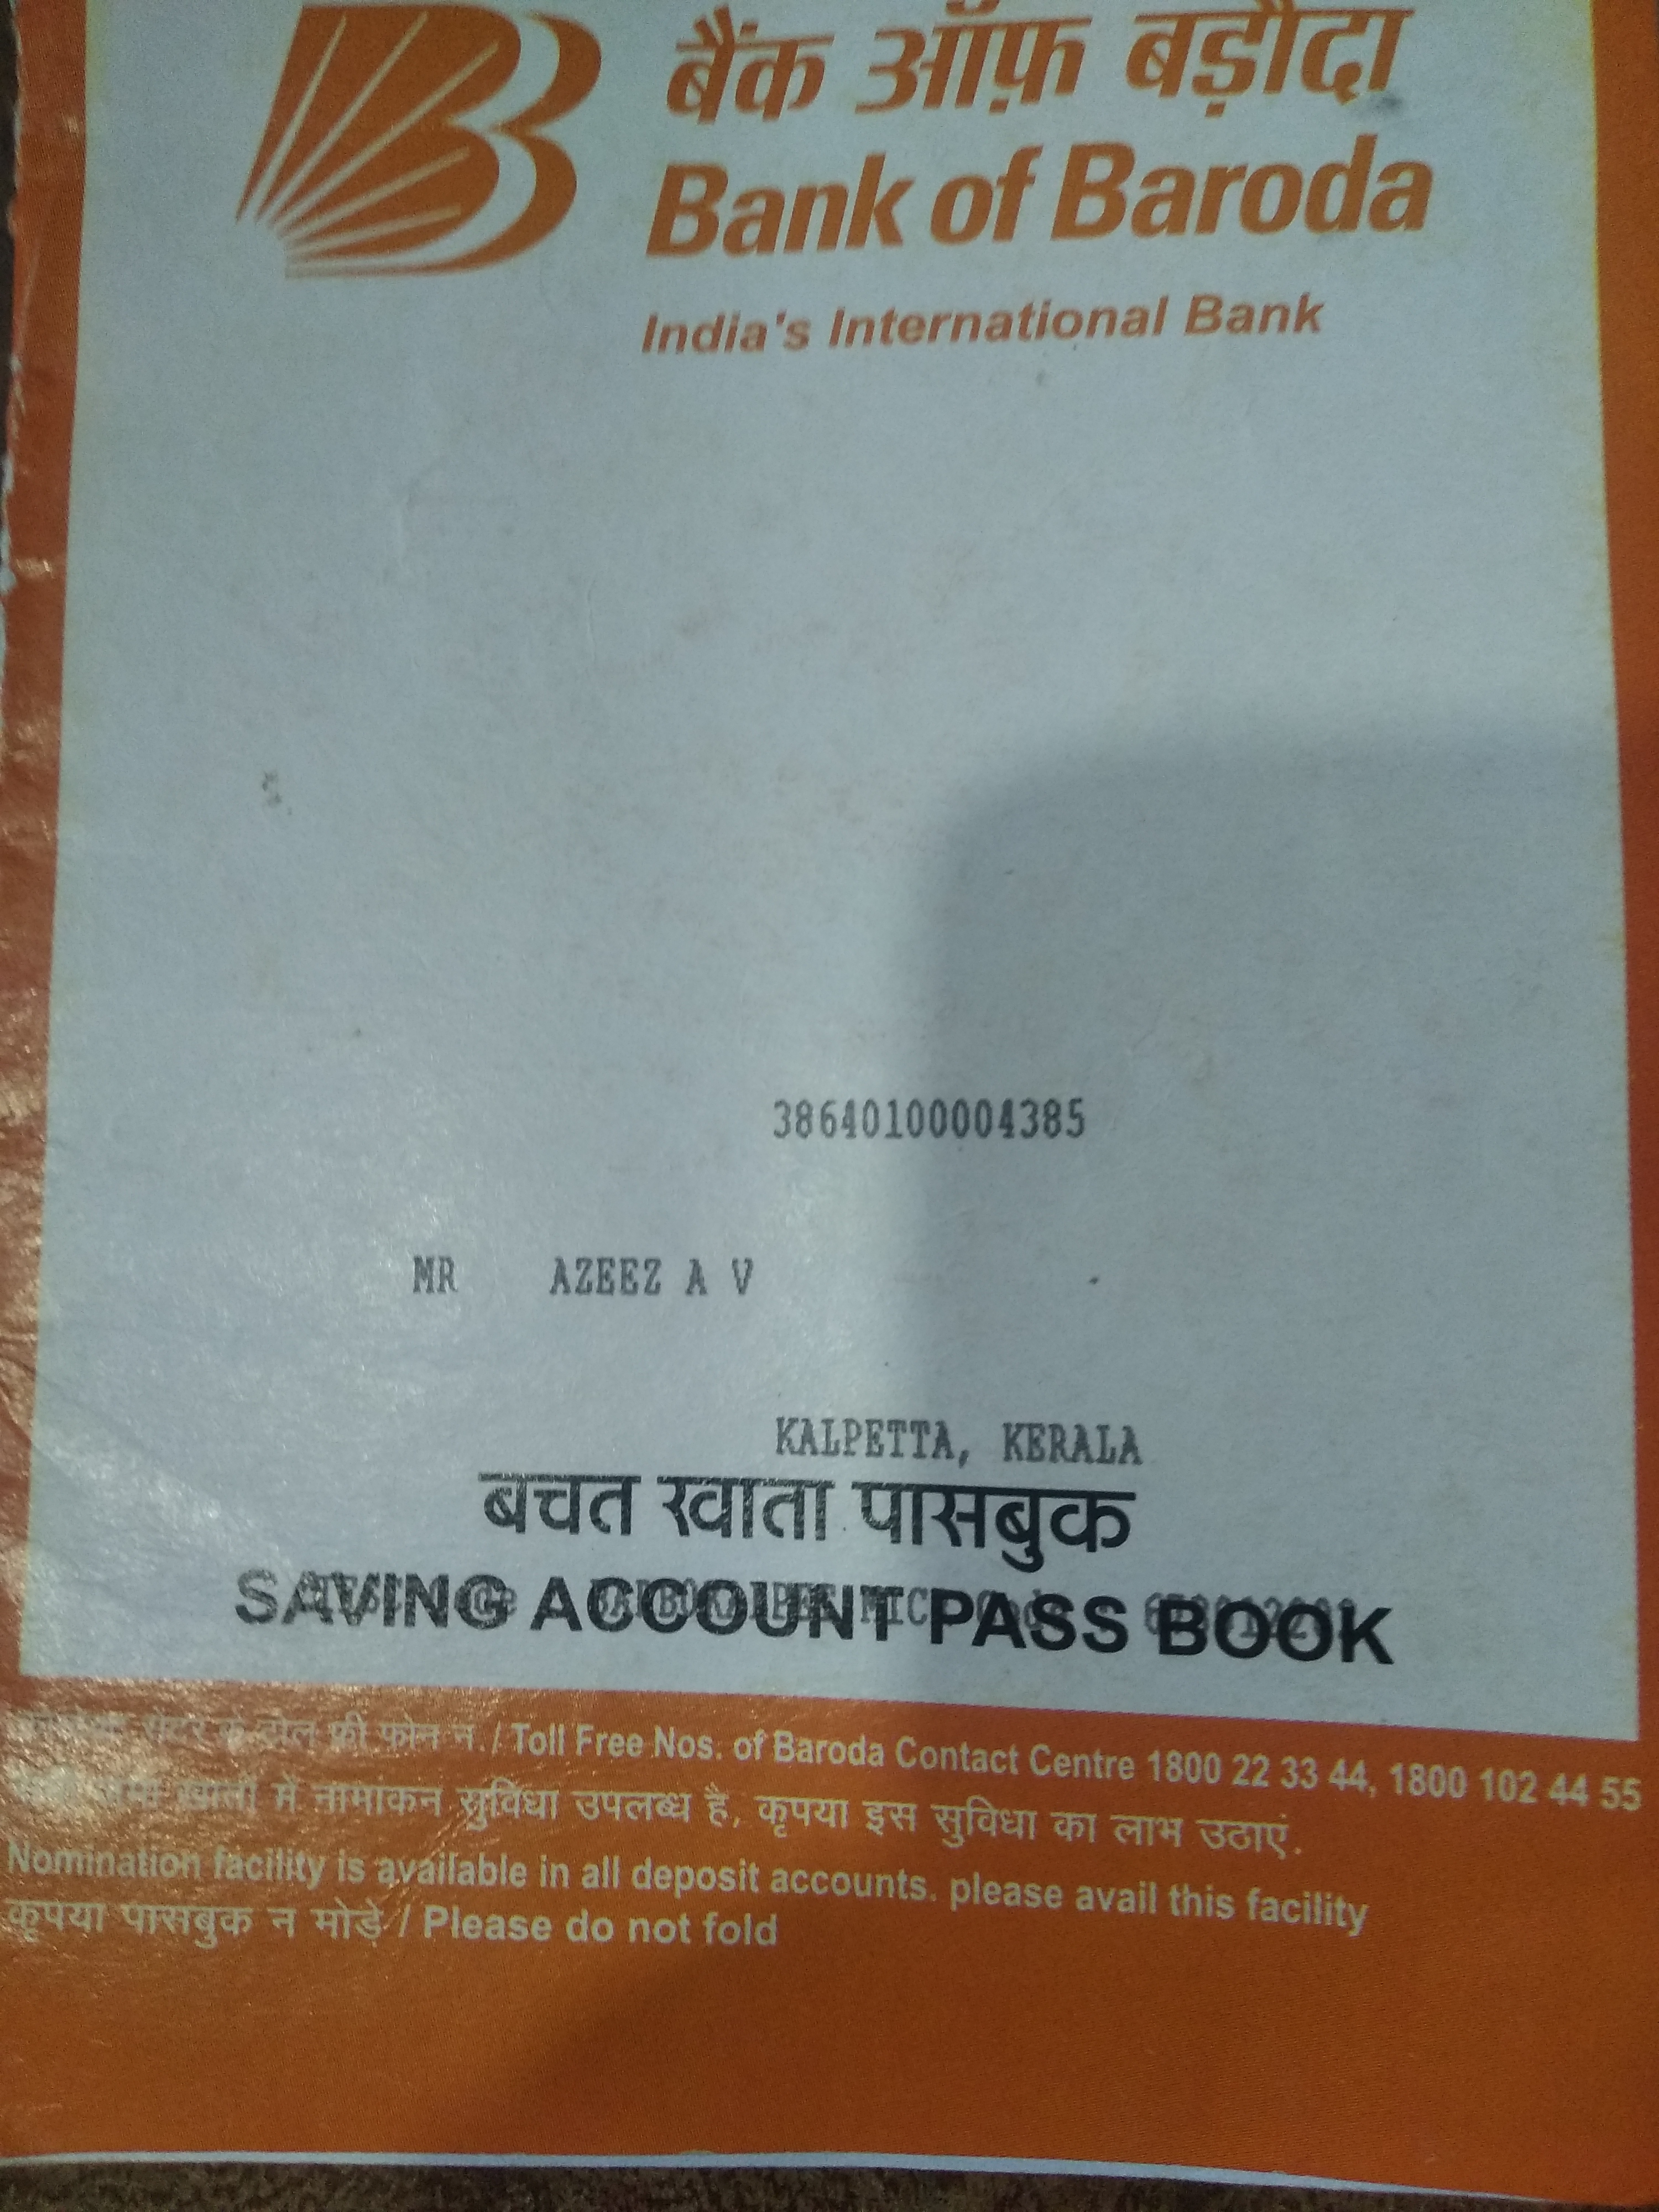 बैंक ऑफ़ बड़ौदा
Bank of Baroda
India's International Bank
38640100004385
MR AZEEZ A V
KALPETTA, KERALA
बचत खाता पासबुक
SAVING ACCOUNT PASS BOOK
के टोल फ्री फोन नं. / Toll Free Nos. of Baroda Contact Centre 1800 22 33 44, 1800 102 44 55
जमा खातों में नामांकन सुविधा उपलब्ध है, कृपया इस सुविधा का लाभ उठाएं.
Nomination facility is available in all deposit accounts. please avail this facility
कृपया पासबुक न मोड़े / Please do not fold